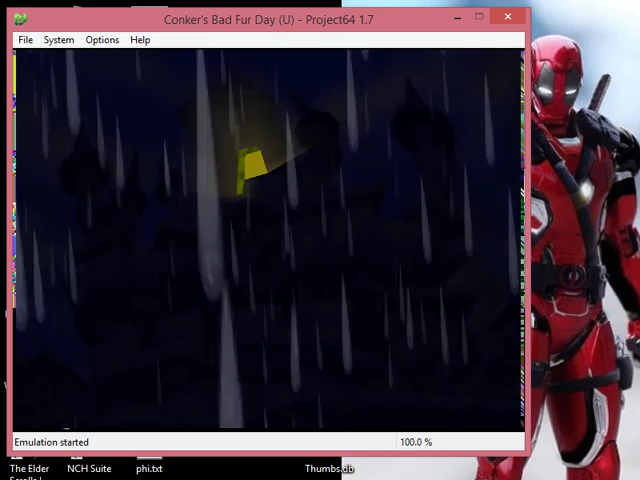 Conker's Bad Fur Day (U) - Project64 1.7
File System Options Help
Emulation started 100.0 %
The Elder NCH Suite phi.txt Thumbs.db
Scrolls I